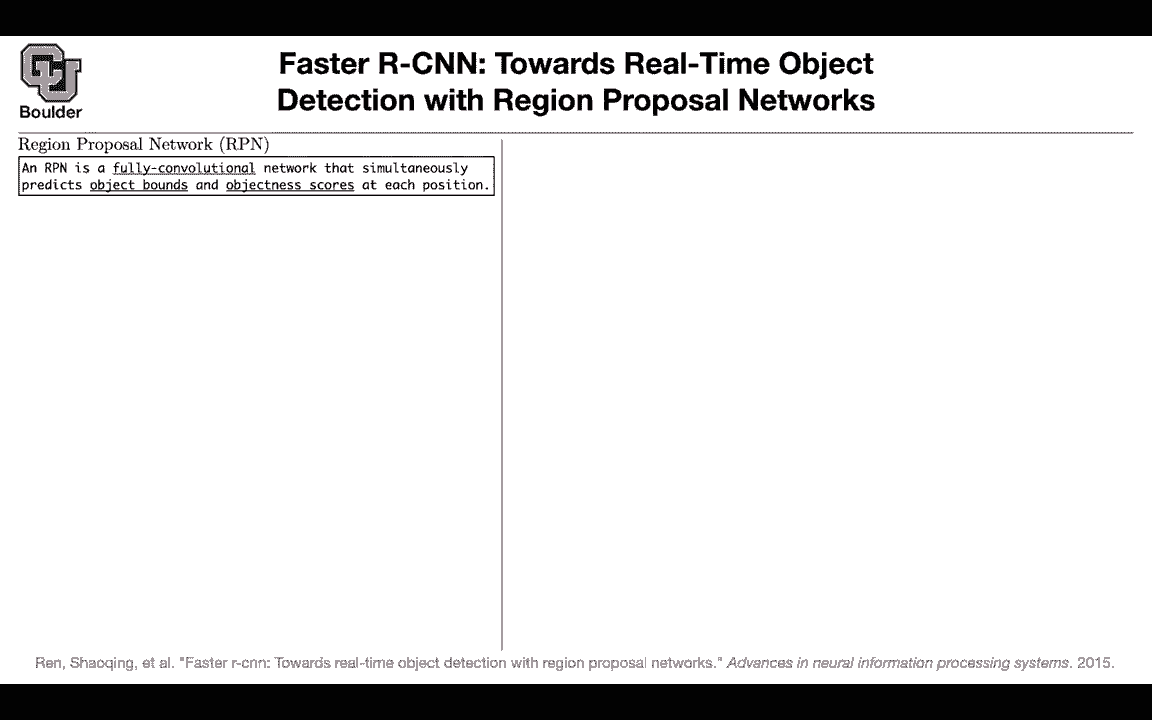 CU
Boulder
Faster R-CNN: Towards Real-Time Object
Detection with Region Proposal Networks
Region Proposal Network (RPN)
An RPN is a fully-convolutional network that simultaneously
predicts object bounds and objectness scores at each position.
Ren, Shaoqing, et al. "Faster r-cnn: Towards real-time object detection with region proposal networks." Advances in neural information processing systems. 2015.